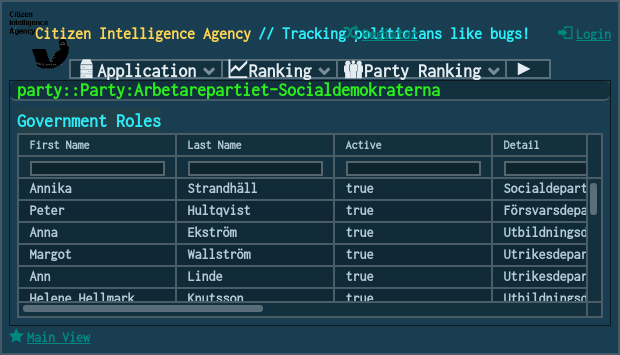 Citizen
Intelligence
Agency
Citizen Intelligence Agency // Tracking politicians like bugs!
Login
Application Ranking Party Ranking
party::Party:Arbetarepartiet-Socialdemokraterna
Government Roles
First Name Last Name Active Detail
Annika Strandhäll true Socialdepart
Peter Hultqvist true Försvarsdepa
Anna Ekström true Utbildningsd
Margot Wallström true Utrikesdepar
Ann Linde true Utrikesdepar
Helene Hellmark Knutsson true Utbildningsd
Main View